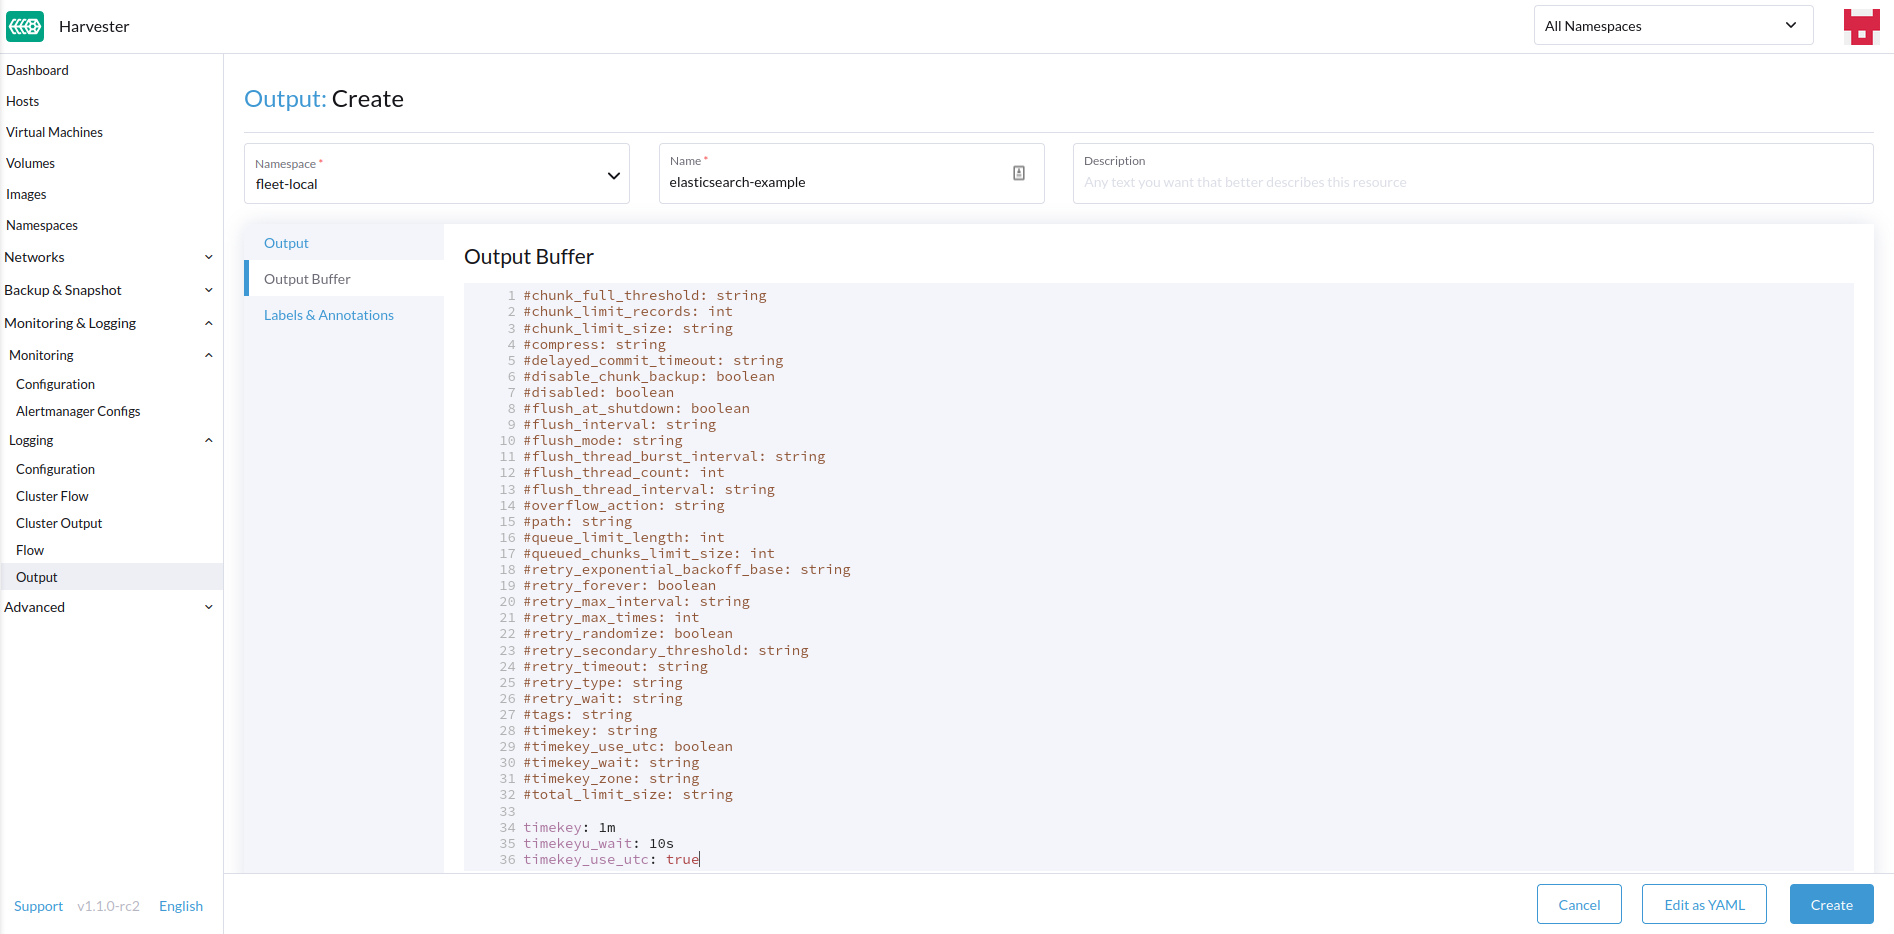 Harvester
All Namespaces
Dashboard
Hosts
Virtual Machines
Volumes
Images
Namespaces
Networks
Backup & Snapshot
Monitoring & Logging
Monitoring
Configuration
Alertmanager Configs
Logging
Configuration
Cluster Flow
Cluster Output
Flow
Output
Advanced
Support v1.1.0-rc2 English
Output: Create
Namespace *
fleet-local
Name *
elasticsearch-example
Description
Any text you want that better describes this resource
Output
Output Buffer
Labels & Annotations
Output Buffer
1 #chunk_full_threshold: string
2 #chunk_limit_records: int
3 #chunk_limit_size: string
4 #compress: string
5 #delayed_commit_timeout: string
6 #disable_chunk_backup: boolean
7 #disabled: boolean
8 #flush_at_shutdown: boolean
9 #flush_interval: string
10 #flush_mode: string
11 #flush_thread_burst_interval: string
12 #flush_thread_count: int
13 #flush_thread_interval: string
14 #overflow_action: string
15 #path: string
16 #queue_limit_length: int
17 #queued_chunks_limit_size: int
18 #retry_exponential_backoff_base: string
19 #retry_forever: boolean
20 #retry_max_interval: string
21 #retry_max_times: int
22 #retry_randomize: boolean
23 #retry_secondary_threshold: string
24 #retry_timeout: string
25 #retry_type: string
26 #retry_wait: string
27 #tags: string
28 #timekey: string
29 #timekey_use_utc: boolean
30 #timekey_wait: string
31 #timekey_zone: string
32 #total_limit_size: string
33
34 timekey: 1m
35 timekeyu_wait: 10s
36 timekey_use_utc: true
Cancel
Edit as YAML
Create